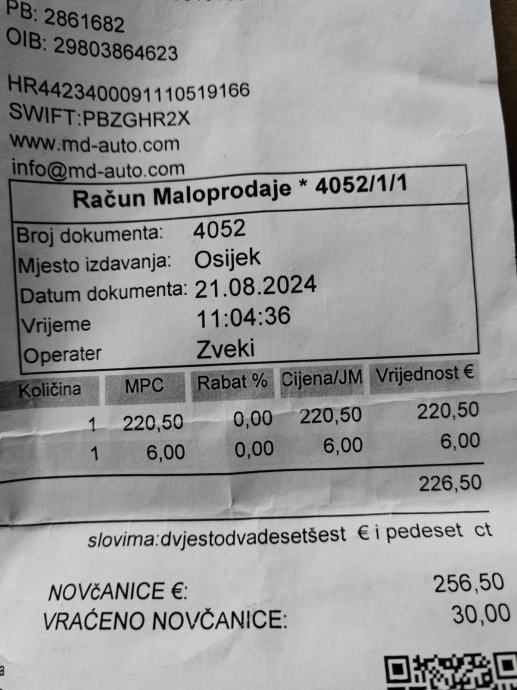 PB: 2861682
OIB: 29803864623
HR4423400091110519166
SWIFT:PBZGHR2X
www.md-auto.com
info@md-auto.com
Račun Maloprodaje * 4052/1/1
Broj dokumenta: 4052
Mjesto izdavanja: Osijek
Datum dokumenta: 21.08.2024
Vrijeme 11:04:36
Operater Zveki
Količina MPC Rabat % Cijena/JM Vrijednost €
1 220,50 0,00 220,50 220,50
1 6,00 0,00 6,00 6,00
226,50
slovima:dvjestodvadesetšest € i pedeset ct
NOVčANICE €: 256,50
VRAĆENO NOVČANICE: 30,00